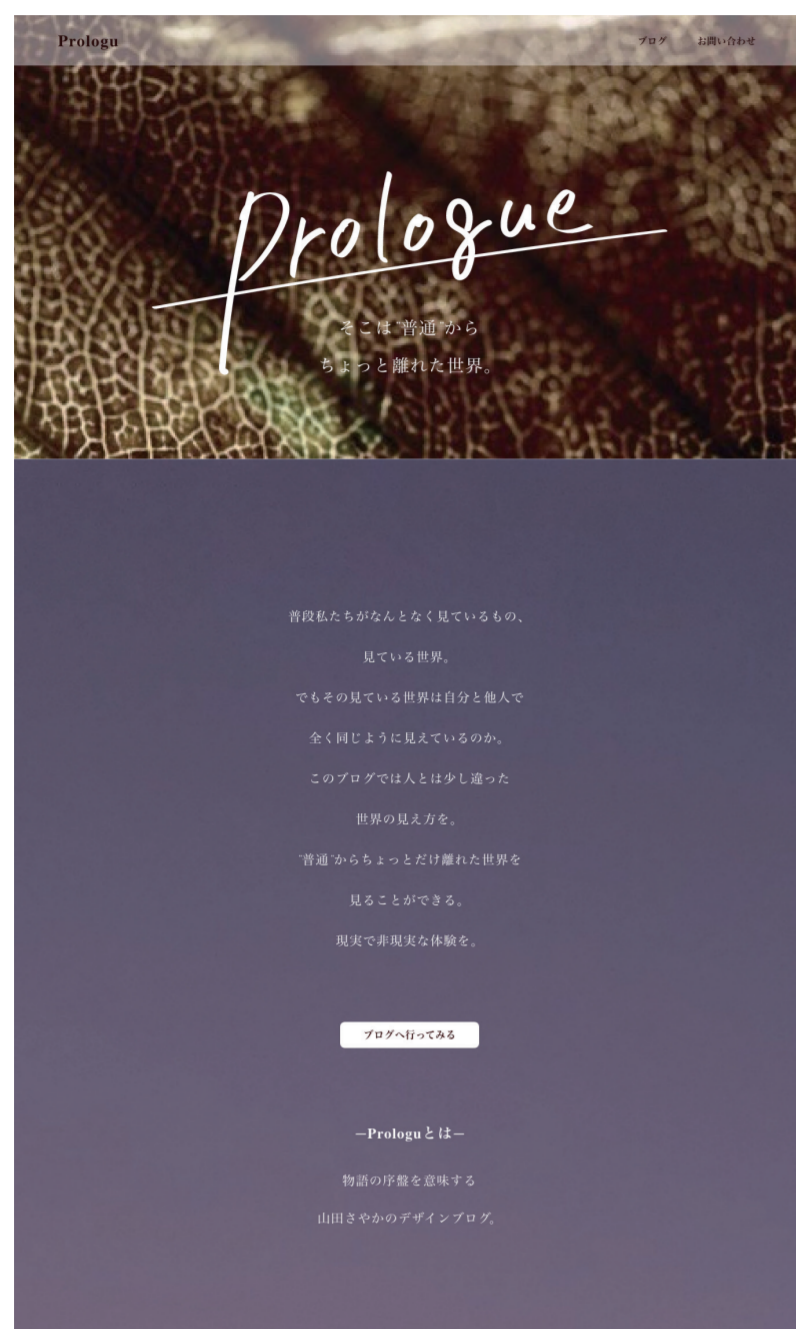 Prologu
ブログ お問い合わせ
Prologue
そこは"普通"から
ちょっと離れた世界。
普段私たちがなんとなく見ているもの、
見ている世界。
でもその見ている世界は自分と他人で
全く同じように見えているのか。
このブログでは人とは少し違った
世界の見え方を。
"普通"からちょっとだけ離れた世界を
見ることができる。
現実で非現実な体験を。
ブログへ行ってみる
—Prologuとは—
物語の序盤を意味する
山田さやかのデザインブログ。